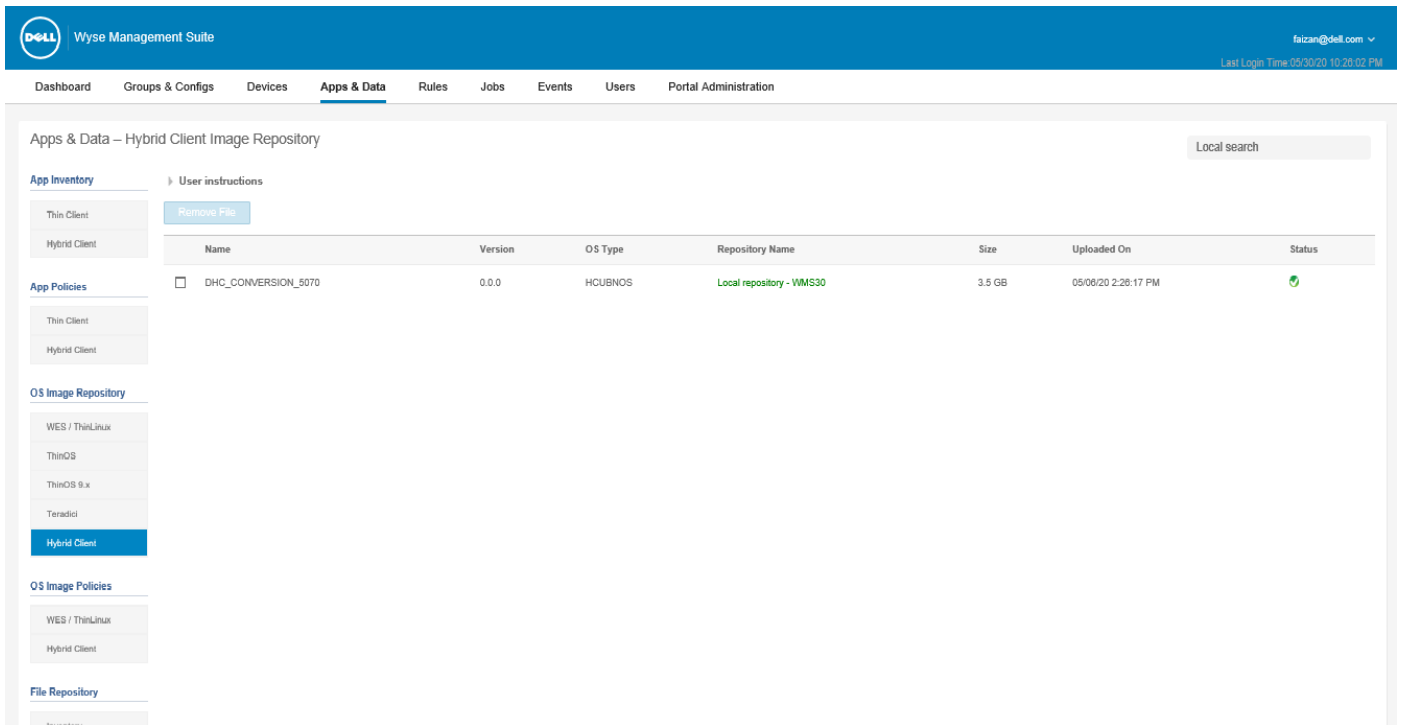 DELL
Wyse Management Suite
faizan@dell.com
Last Login Time:05/30/20 10:26:02 PM
Dashboard Groups & Configs Devices Apps & Data Rules Jobs Events Users Portal Administration
Apps & Data – Hybrid Client Image Repository
Local search
App Inventory
Thin Client
Hybrid Client
App Policies
Thin Client
Hybrid Client
OS Image Repository
WES / ThinLinux
ThinOS
ThinOS 9.x
Teradici
Hybrid Client
OS Image Policies
WES / ThinLinux
Hybrid Client
File Repository
User instructions
Remove File
Name Version OS Type Repository Name Size Uploaded On Status
DHC_CONVERSION_5070 0.0.0 HCUBNOS Local repository - WMS30 3.5 GB 05/06/20 2:26:17 PM